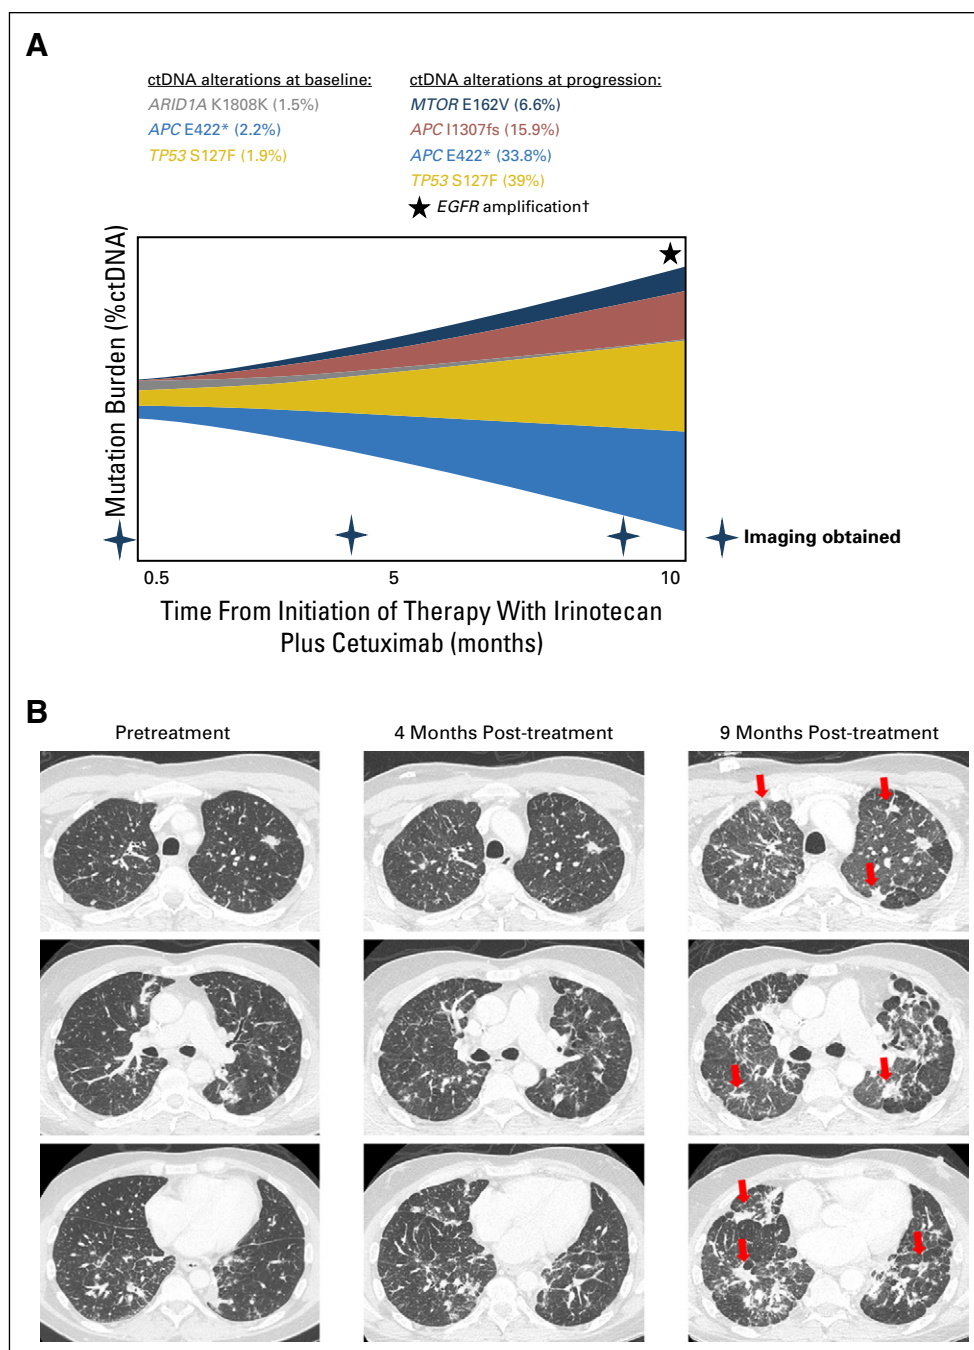 A
ctDNA alterations at baseline:
ARID1A K1808K (1.5%)
APC E422* (2.2%)
TP53 S127F (1.9%)
ctDNA alterations at progression:
MTOR E162V (6.6%)
APC I1307fs (15.9%)
APC E422* (33.8%)
TP53 S127F (39%)
EGFR amplification†
Mutation Burden (%ctDNA)
Imaging obtained
0.5 5 10
Time From Initiation of Therapy With Irinotecan
Plus Cetuximab (months)
B
Pretreatment
4 Months Post-treatment
9 Months Post-treatment